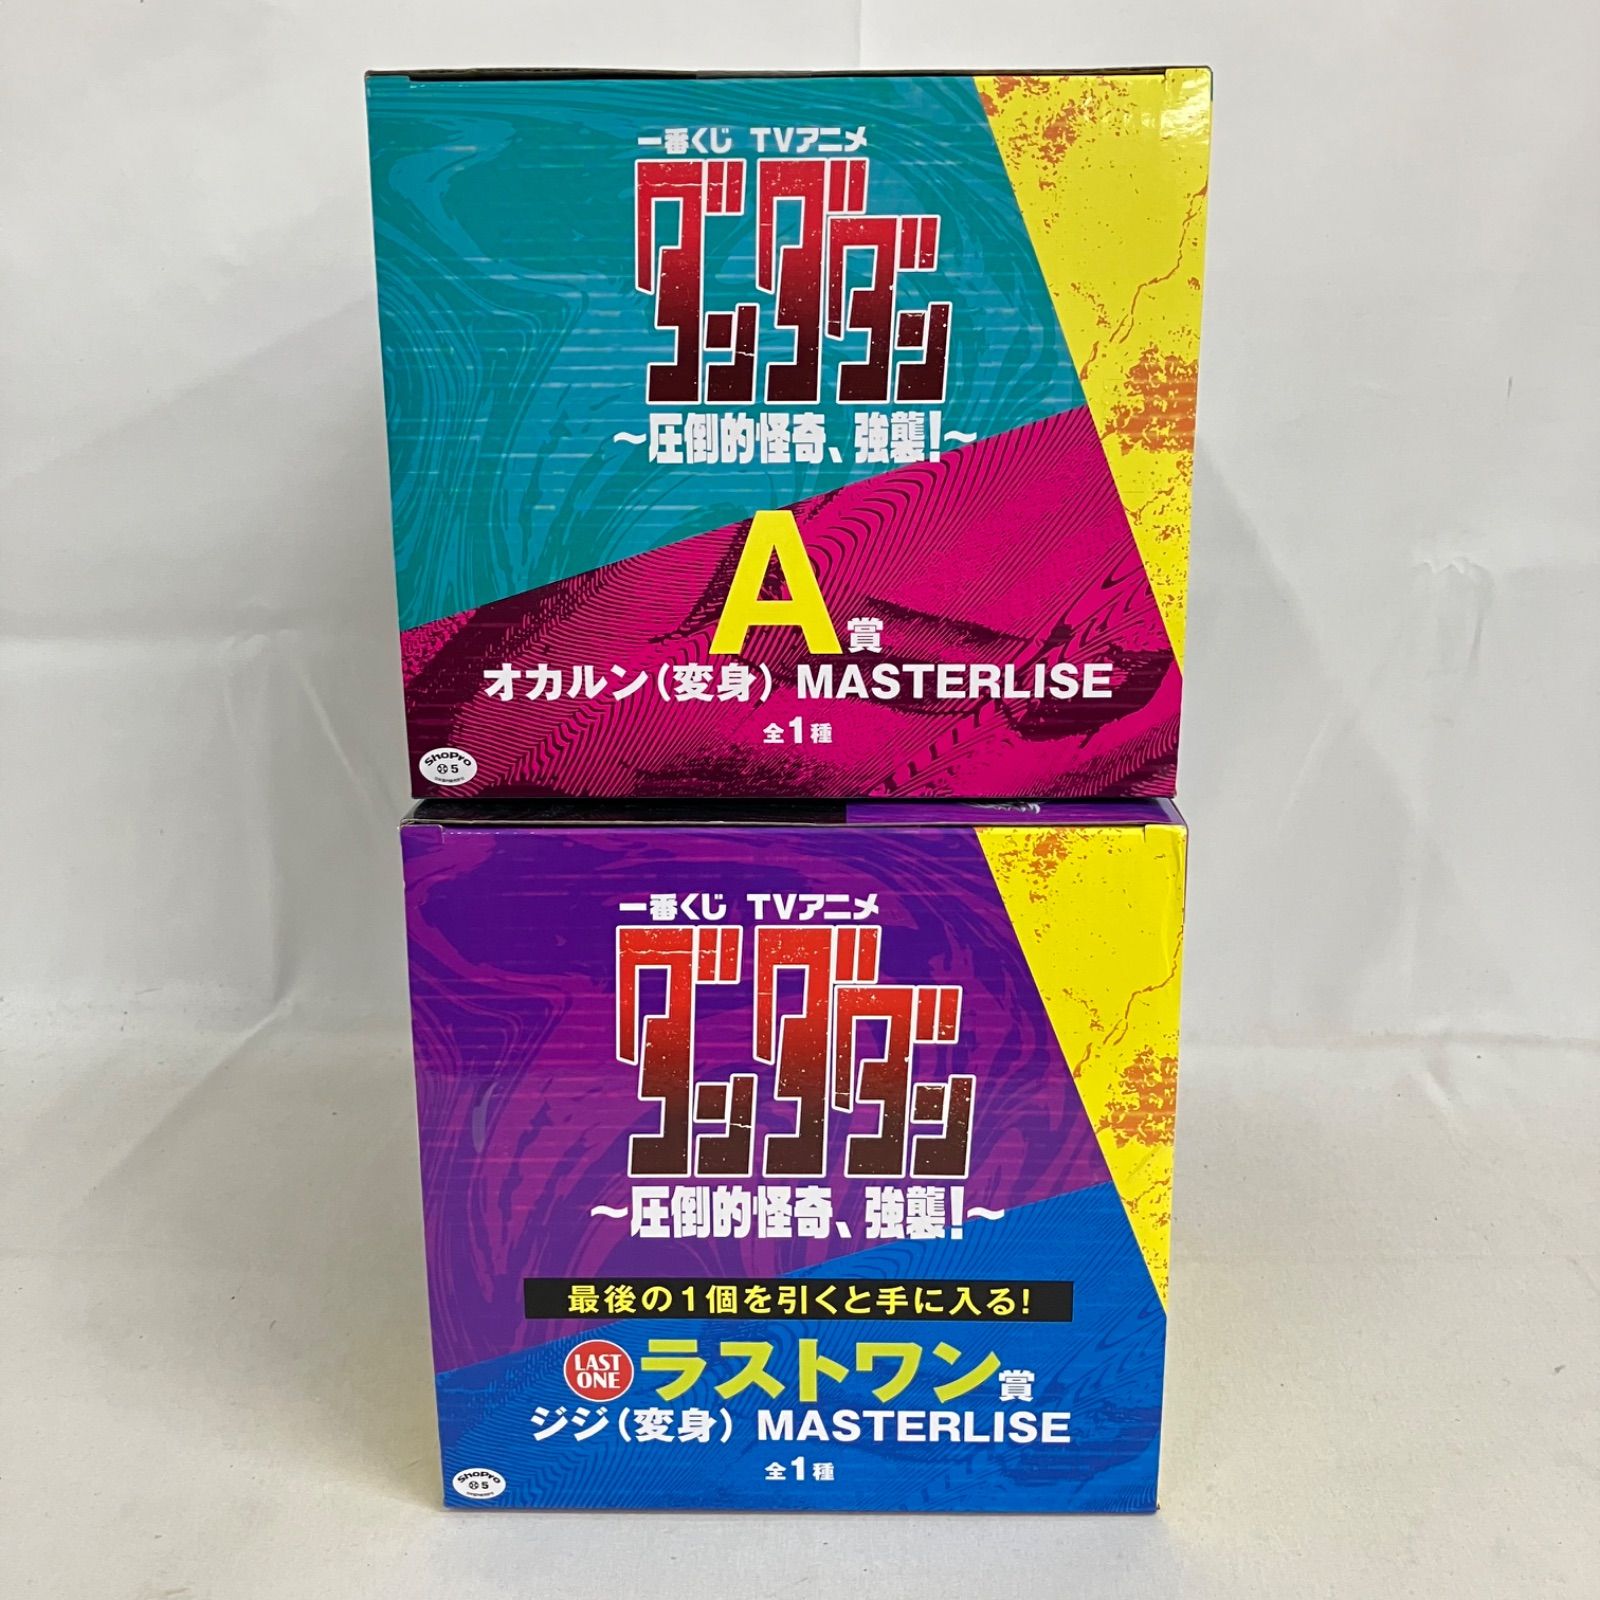 一番くじ TVアニメ
ダンダダン
～圧倒的怪奇、強襲!～
A賞
オカルン(変身) MASTERLISE
全1種
ShoPro
5
一番くじ TVアニメ
ダンダダン
～圧倒的怪奇、強襲!～
最後の1個を引くと手に入る!
LAST
ONE
ラストワン賞
ジジ(変身) MASTERLISE
全1種
ShoPro
5